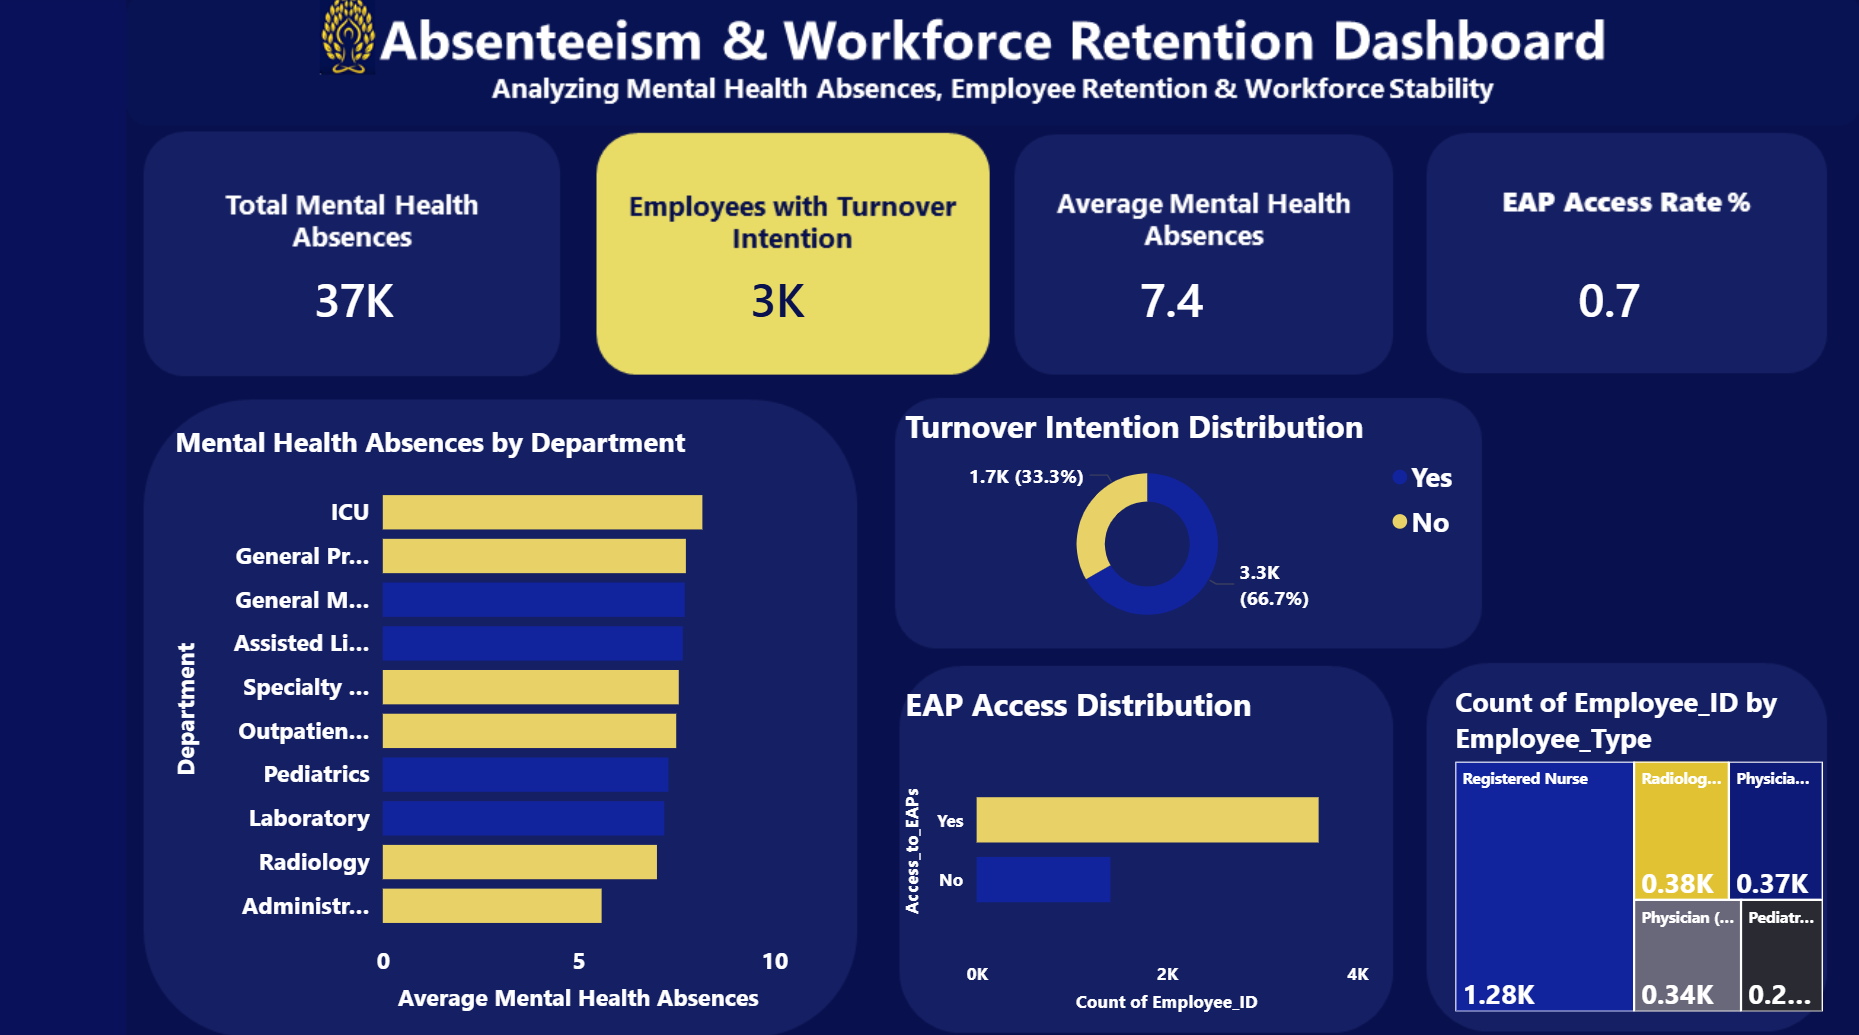 Absenteeism & Workforce Retention Dashboard
Analyzing Mental Health Absences, Employee Retention & Workforce Stability
Total Mental Health
Absences
37K
Employees with Turnover
Intention
3K
Average Mental Health
Absences
7.4
EAP Access Rate %
0.7
Mental Health Absences by Department
Department
ICU
General Pr...
General M...
Assisted Li...
Specialty ...
Outpatien...
Pediatrics
Laboratory
Radiology
Administr...
0 5 10
Average Mental Health Absences
Turnover Intention Distribution
1.7K (33.3%)
3.3K
(66.7%)
Yes
No
EAP Access Distribution
Access_to_EAPs
Yes
No
0K 2K 4K
Count of Employee_ID
Count of Employee_ID by
Employee_Type
Registered Nurse
1.28K
Radiolog...
0.38K
Physicia...
0.37K
Physician (...
0.34K
Pediatr...
0.2...